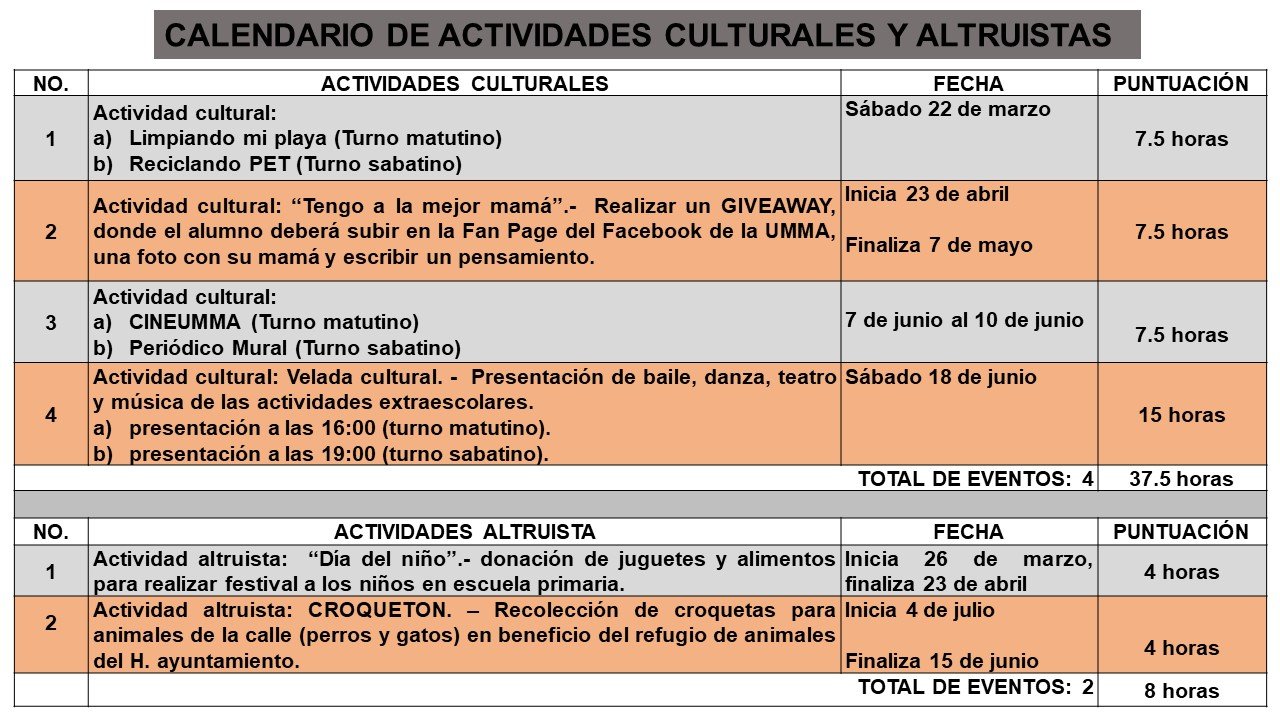 CALENDARIO DE ACTIVIDADES CULTURALES Y ALTRUISTAS
NO. ACTIVIDADES CULTURALES FECHA PUNTUACIÓN
1
Actividad cultural:
a) Limpiando mi playa (Turno matutino)
b) Reciclando PET (Turno sabatino)
Sábado 22 de marzo
7.5 horas
2
Actividad cultural: “Tengo a la mejor mamá”.- Realizar un GIVEAWAY,
donde el alumno deberá subir en la Fan Page del Facebook de la UMMA,
una foto con su mamá y escribir un pensamiento.
Inicia 23 de abril
Finaliza 7 de mayo
7.5 horas
3
Actividad cultural:
a) CINEUMMA (Turno matutino)
b) Periódico Mural (Turno sabatino)
7 de junio al 10 de junio
7.5 horas
4
Actividad cultural: Velada cultural. - Presentación de baile, danza, teatro
y música de las actividades extraescolares.
a) presentación a las 16:00 (turno matutino).
b) presentación a las 19:00 (turno sabatino).
Sábado 18 de junio
15 horas
TOTAL DE EVENTOS: 4 37.5 horas
NO. ACTIVIDADES ALTRUISTA FECHA PUNTUACIÓN
1
Actividad altruista: “Día del niño”.- donación de juguetes y alimentos
para realizar festival a los niños en escuela primaria.
Inicia 26 de marzo,
finaliza 23 de abril
4 horas
2
Actividad altruista: CROQUETON. – Recolección de croquetas para
animales de la calle (perros y gatos) en beneficio del refugio de animales
del H. ayuntamiento.
Inicia 4 de julio
Finaliza 15 de junio
4 horas
TOTAL DE EVENTOS: 2 8 horas